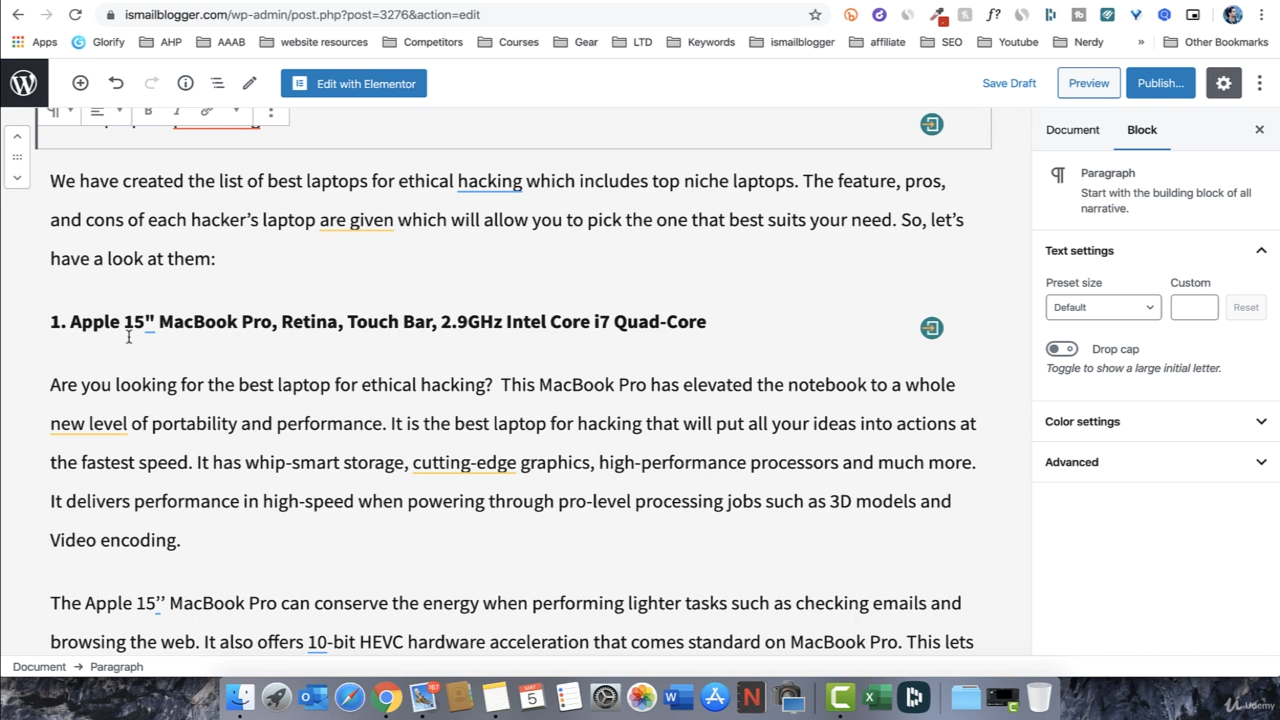 ismailblogger.com/wp-admin/post.php?post=3276&action=edit
Apps Glorify AHP AAAB website resources Competitors Courses Gear LTD Keywords ismailblogger affiliate SEO Youtube Nerdy » Other Bookmarks
Edit with Elementor Save Draft Preview Publish...
Document Block
We have created the list of best laptops for ethical hacking which includes top niche laptops. The feature, pros,
and cons of each hacker’s laptop are given which will allow you to pick the one that best suits your need. So, let’s
have a look at them:
1. Apple 15" MacBook Pro, Retina, Touch Bar, 2.9GHz Intel Core i7 Quad-Core
Are you looking for the best laptop for ethical hacking?  This MacBook Pro has elevated the notebook to a whole
new level of portability and performance. It is the best laptop for hacking that will put all your ideas into actions at
the fastest speed. It has whip-smart storage, cutting-edge graphics, high-performance processors and much more.
It delivers performance in high-speed when powering through pro-level processing jobs such as 3D models and
Video encoding.
The Apple 15’’ MacBook Pro can conserve the energy when performing lighter tasks such as checking emails and
browsing the web. It also offers 10-bit HEVC hardware acceleration that comes standard on MacBook Pro. This lets
Paragraph
Start with the building block of all
narrative.
Text settings
Preset size Custom
Default Reset
Drop cap
Toggle to show a large initial letter.
Color settings
Advanced
Document → Paragraph
167
MAY
5
Udemy